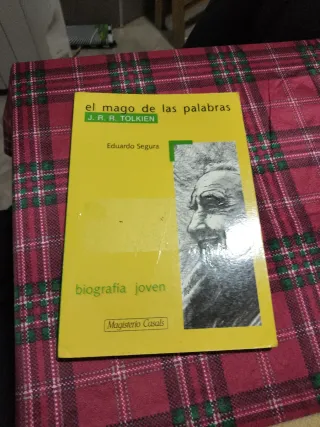 el mago de las palabras
J. R. R. TOLKIEN
Eduardo Segura
biografía joven
Magisterio Casals